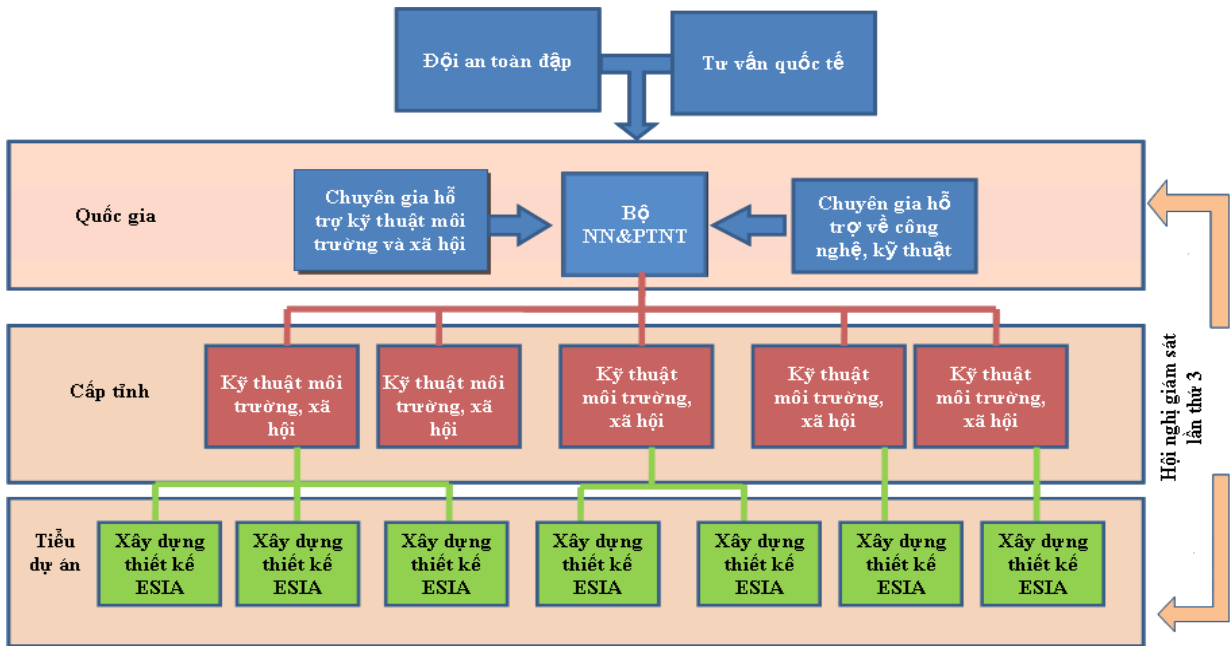 Đội an toàn đập
Tư vấn quốc tế
Quốc gia
Chuyên gia hỗ
trợ kỹ thuật môi
trường và xã hội
Bộ
NN&PTNT
Chuyên gia hỗ
trợ về công
nghệ, kỹ thuật
Cấp tỉnh
Kỹ thuật môi
trường, xã
hội
Kỹ thuật môi
trường, xã
hội
Kỹ thuật
môi trường,
xã hội
Kỹ thuật
môi trường,
xã hội
Kỹ thuật
môi trường,
xã hội
Hội nghị giám sát
lần thứ 3
Tiểu
dự án
Xây dựng
thiết kế
ESIA
Xây dựng
thiết kế
ESIA
Xây dựng
thiết kế
ESIA
Xây dựng
thiết kế
ESIA
Xây dựng
thiết kế
ESIA
Xây dựng
thiết kế
ESIA
Xây dựng
thiết kế
ESIA